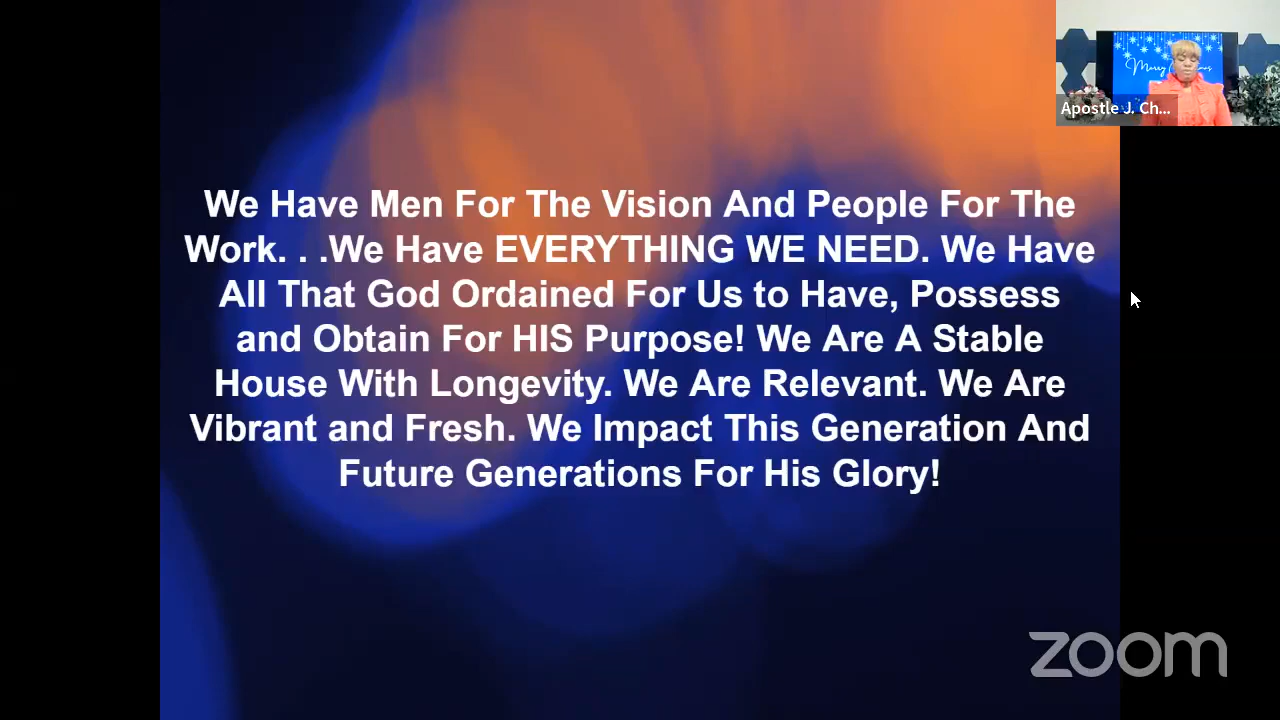 We Have Men For The Vision And People For The
Work. . .We Have EVERYTHING WE NEED. We Have
All That God Ordained For Us to Have, Possess
and Obtain For HIS Purpose! We Are A Stable
House With Longevity. We Are Relevant. We Are
Vibrant and Fresh. We Impact This Generation And
Future Generations For His Glory!
Merry
Apostle J. Ch...
zoom